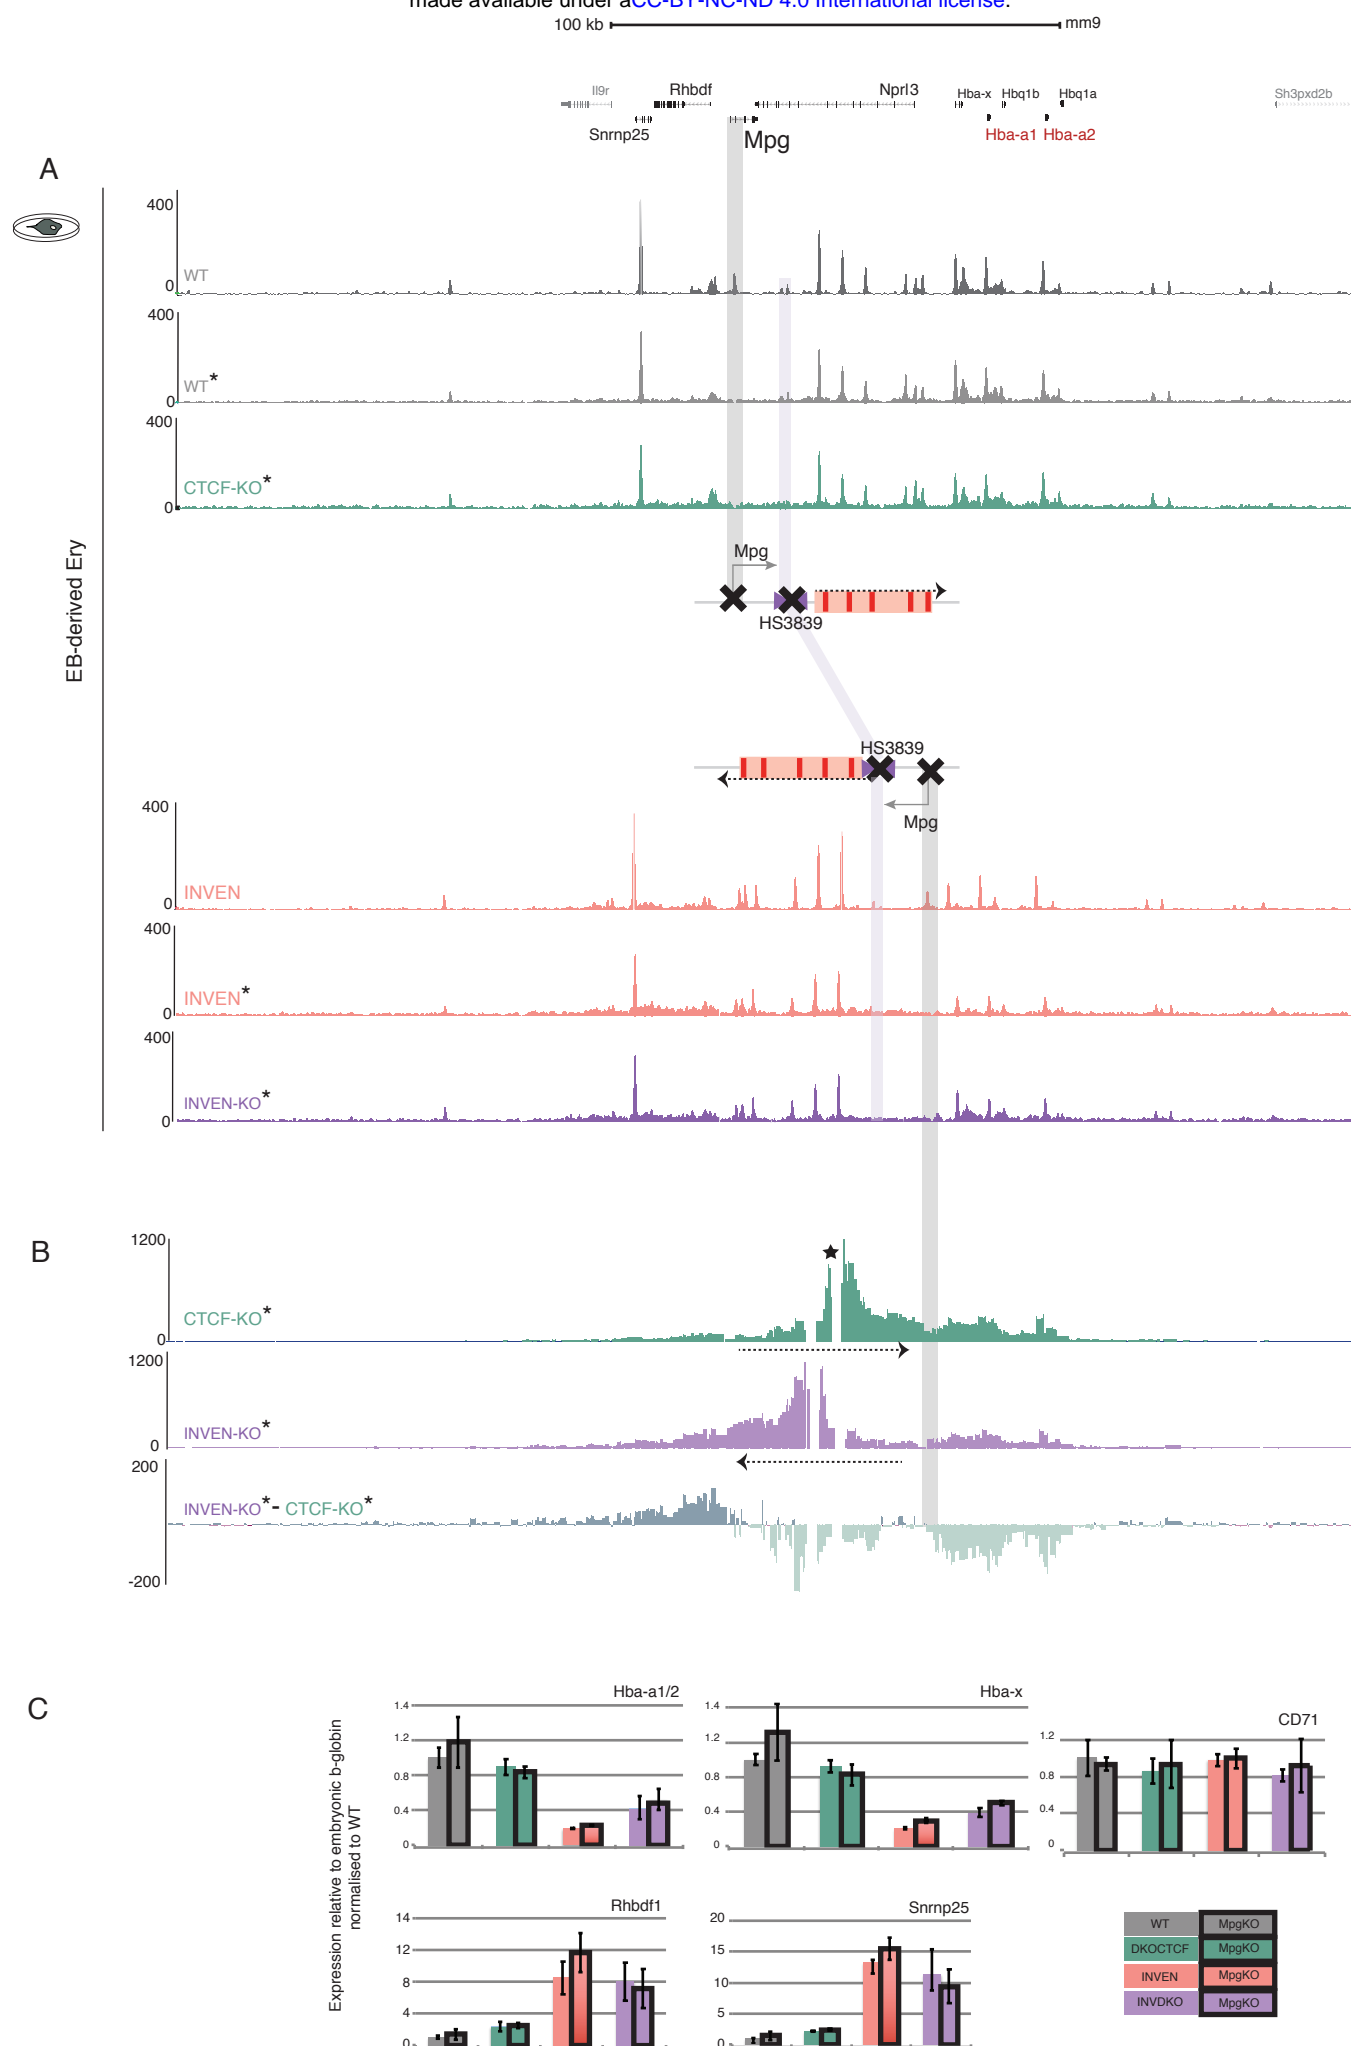 made available under aCC-BY-NC-ND 4.0 International license.
100 kb mm9
Il9r Rhbdf Nprl3 Hba-x Hbq1b Hbq1a Sh3pxd2b
Snrnp25 Mpg Hba-a1 Hba-a2
A
400
WT
0
400
WT*
0
400
CTCF-KO*
0
EB-derived Ery
Mpg
HS3839
HS3839
Mpg
400
INVEN
0
400
INVEN*
0
400
INVEN-KO*
0
B
1200
CTCF-KO*
0
1200
INVEN-KO*
0
200
INVEN-KO*- CTCF-KO*
-200
C
Expression relative to embryonic b-globin
normalised to WT
Hba-a1/2
1.4
1.2
0.8
0.4
0
Hba-x
1.4
1.2
0.8
0.4
0
CD71
1.2
0.8
0.4
0
Rhbdf1
14
12
8
4
0
Snrnp25
20
15
10
5
0
WT MpgKO
DKOCTCF MpgKO
INVEN MpgKO
INVDKO MpgKO